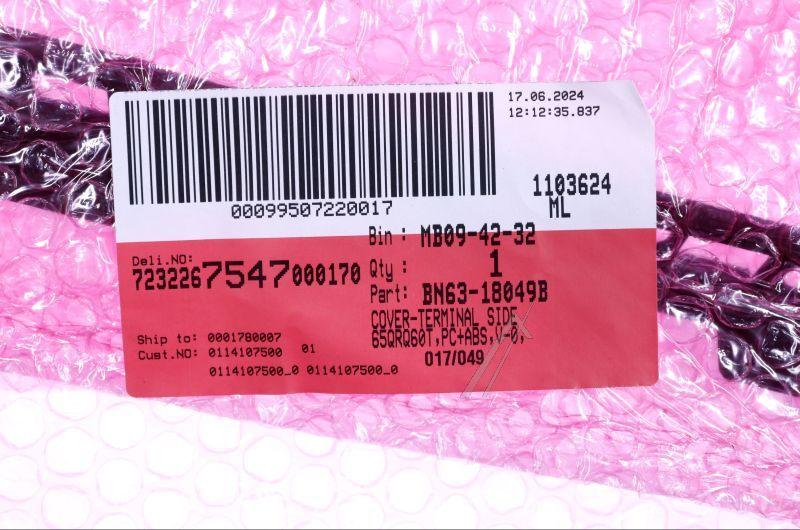 17.06.2024
12:12:35.837
00099507220017
1103624
ML
Bin : MB09-42-32
Deli.NO:
7232267547000170
Qty : 1
Part: BN63-18049B
COVER-TERMINAL SIDE
65QRQ60T,PC+ABS,V-0,
017/049
Ship to: 0001780007
Cust.NO: 0114107500 01
0114107500_0 0114107500_0